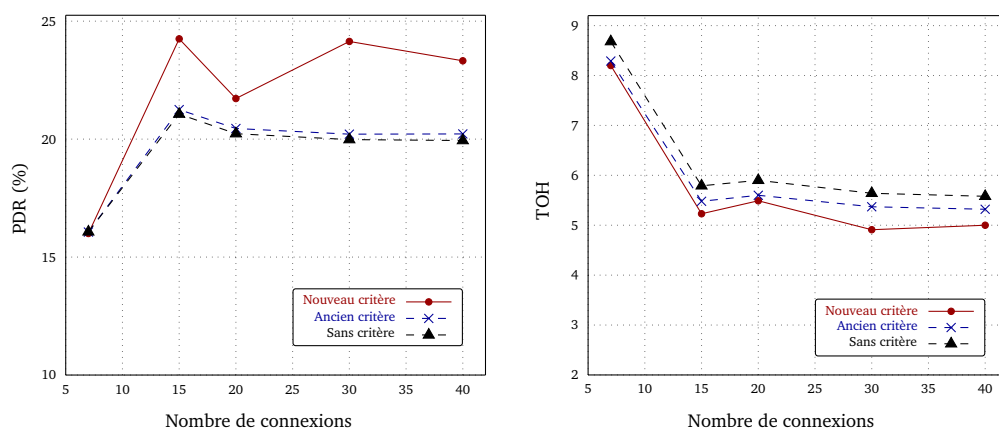 25
20
15
10
PDR (%)
5 10 15 20 25 30 35 40
Nombre de connexions
Nouveau critère
Ancien critère
Sans critère
9
8
7
6
5
4
3
2
TOH
5 10 15 20 25 30 35 40
Nombre de connexions
Nouveau critère
Ancien critère
Sans critère